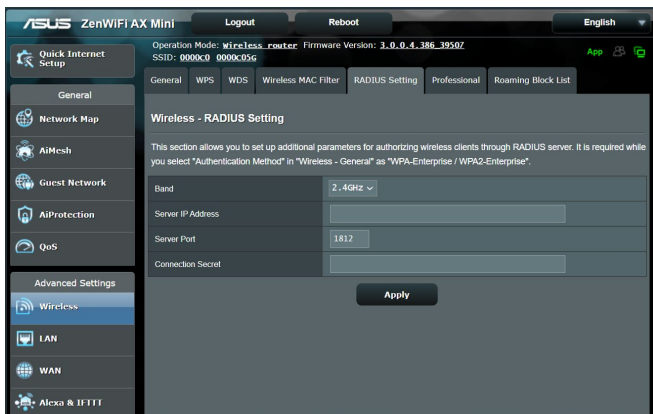 ASUS ZenWiFi AX Mini Logout Reboot English
Operation Mode: Wireless router Firmware Version: 3.0.0.4.386_39507
SSID: 0000C0 0000C05G
App
Quick Internet
Setup
General
Network Map
AiMesh
Guest Network
AiProtection
QoS
Advanced Settings
Wireless
LAN
WAN
Alexa & IFTTT
General WPS WDS Wireless MAC Filter RADIUS Setting Professional Roaming Block List
Wireless - RADIUS Setting
This section allows you to set up additional parameters for authorizing wireless clients through RADIUS server. It is required while
you select "Authentication Method" in "Wireless - General" as "WPA-Enterprise / WPA2-Enterprise".
Band 2.4GHz
Server IP Address
Server Port 1812
Connection Secret
Apply